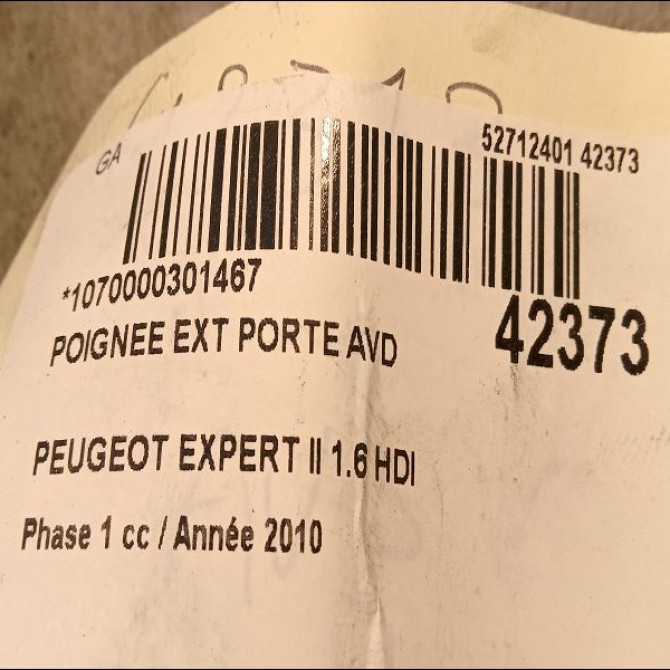 GA
52712401 42373
*1070000301467
42373
POIGNEE EXT PORTE AVD
PEUGEOT EXPERT II 1.6 HDI
Phase 1 cc / Année 2010